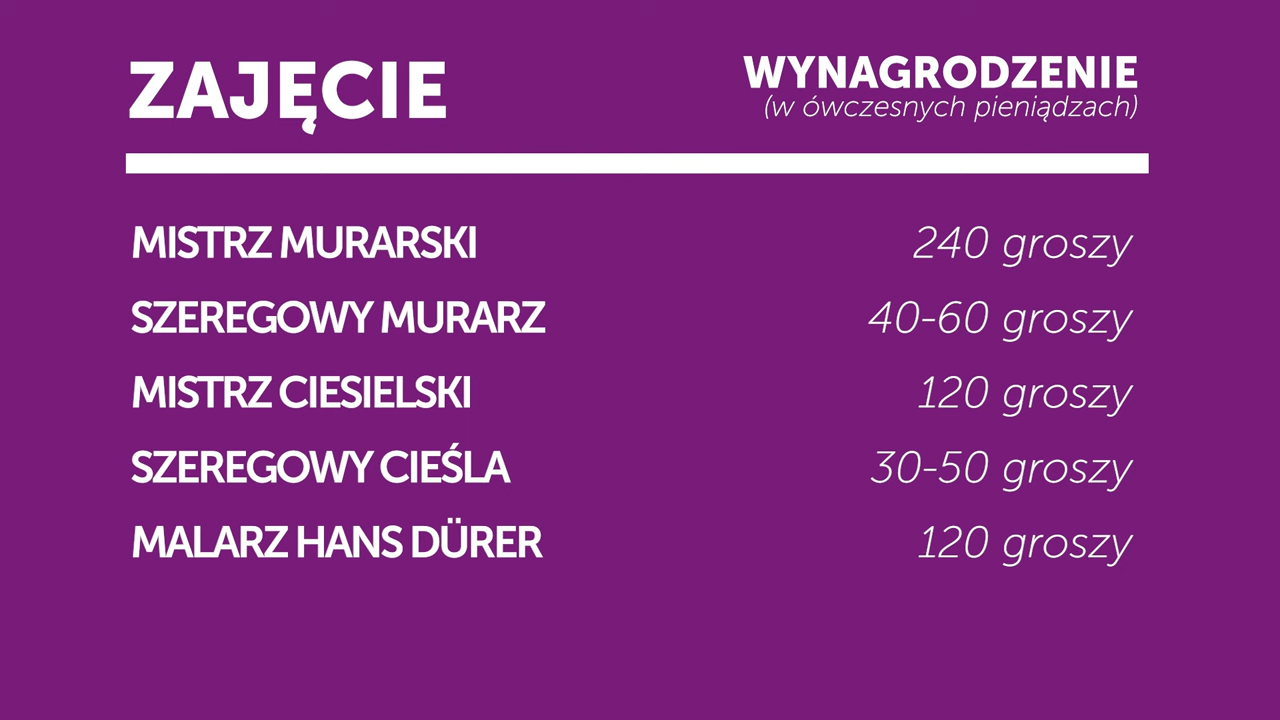 ZAJĘCIE
WYNAGRODZENIE
(w ówczesnych pieniądzach)
MISTRZ MURARSKI 240 groszy
SZEREGOWY MURARZ 40-60 groszy
MISTRZ CIESIELSKI 120 groszy
SZEREGOWY CIEŚLA 30-50 groszy
MALARZ HANS DÜRER 120 groszy